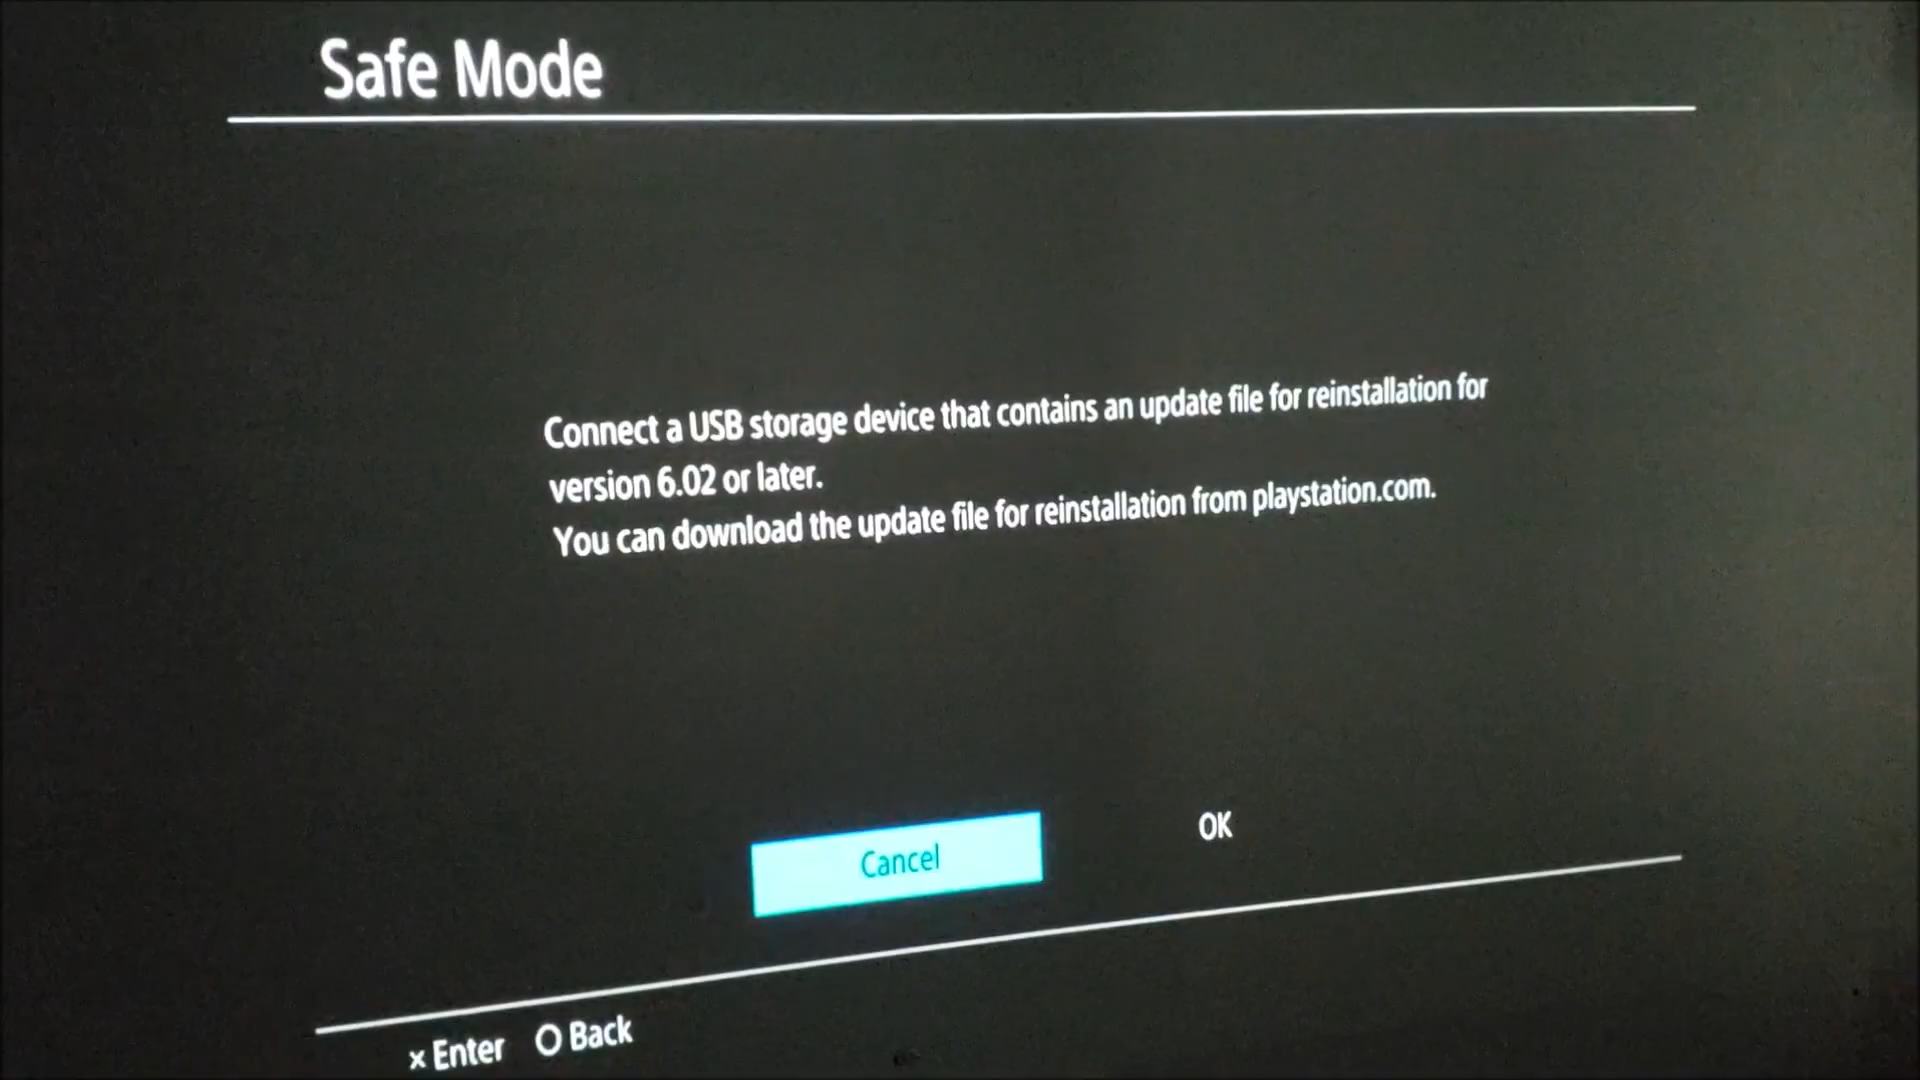 Safe Mode
Connect a USB storage device that contains an update file for reinstallation for
version 6.02 or later.
You can download the update file for reinstallation from playstation.com.
Cancel
OK
x Enter O Back